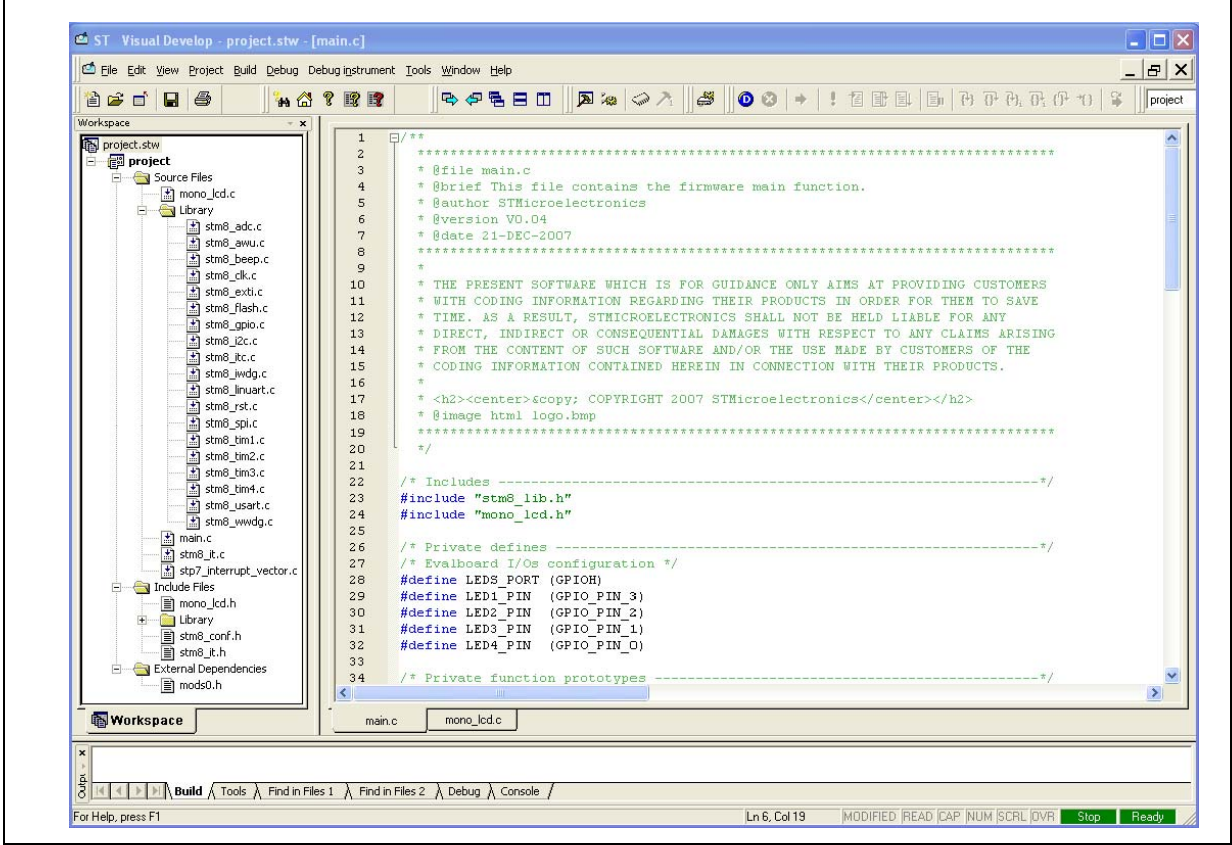 ST Visual Develop - project.stw - [main.c]
File Edit View Project Build Debug Debug instrument Tools Window Help
project
Workspace
project.stw
project
Source Files
mono_lcd.c
Library
stm8_adc.c
stm8_awu.c
stm8_beep.c
stm8_clk.c
stm8_exti.c
stm8_flash.c
stm8_gpio.c
stm8_i2c.c
stm8_itc.c
stm8_iwdg.c
stm8_linuart.c
stm8_rst.c
stm8_spi.c
stm8_tim1.c
stm8_tim2.c
stm8_tim3.c
stm8_tim4.c
stm8_usart.c
stm8_wwdg.c
main.c
stm8_it.c
stp7_interrupt_vector.c
Include Files
mono_lcd.h
Library
stm8_conf.h
stm8_it.h
External Dependencies
mods0.h
Workspace
1 /**
2 ******************************************************************************
3 * @file main.c
4 * @brief This file contains the firmware main function.
5 * @author STMicroelectronics
6 * @version V0.04
7 * @date 21-DEC-2007
8 ******************************************************************************
9 *
10 * THE PRESENT SOFTWARE WHICH IS FOR GUIDANCE ONLY AIMS AT PROVIDING CUSTOMERS
11 * WITH CODING INFORMATION REGARDING THEIR PRODUCTS IN ORDER FOR THEM TO SAVE
12 * TIME. AS A RESULT, STMICROELECTRONICS SHALL NOT BE HELD LIABLE FOR ANY
13 * DIRECT, INDIRECT OR CONSEQUENTIAL DAMAGES WITH RESPECT TO ANY CLAIMS ARISING
14 * FROM THE CONTENT OF SUCH SOFTWARE AND/OR THE USE MADE BY CUSTOMERS OF THE
15 * CODING INFORMATION CONTAINED HEREIN IN CONNECTION WITH THEIR PRODUCTS.
16 *
17 * <h2><center>&copy; COPYRIGHT 2007 STMicroelectronics</center></h2>
18 * @image html logo.bmp
19 ******************************************************************************
20 */
21
22 /* Includes ------------------------------------------------------------------*/
23 #include "stm8_lib.h"
24 #include "mono_lcd.h"
25
26 /* Private defines -----------------------------------------------------------*/
27 /* Evalboard I/Os configuration */
28 #define LEDS_PORT (GPIOH)
29 #define LED1_PIN (GPIO_PIN_3)
30 #define LED2_PIN (GPIO_PIN_2)
31 #define LED3_PIN (GPIO_PIN_1)
32 #define LED4_PIN (GPIO_PIN_0)
33
34 /* Private function prototypes -----------------------------------------------*/
main.c mono_lcd.c
Build Tools Find in Files 1 Find in Files 2 Debug Console
For Help, press F1 Ln 6, Col 19 MODIFIED READ CAP NUM SCRL OVR Stop Ready